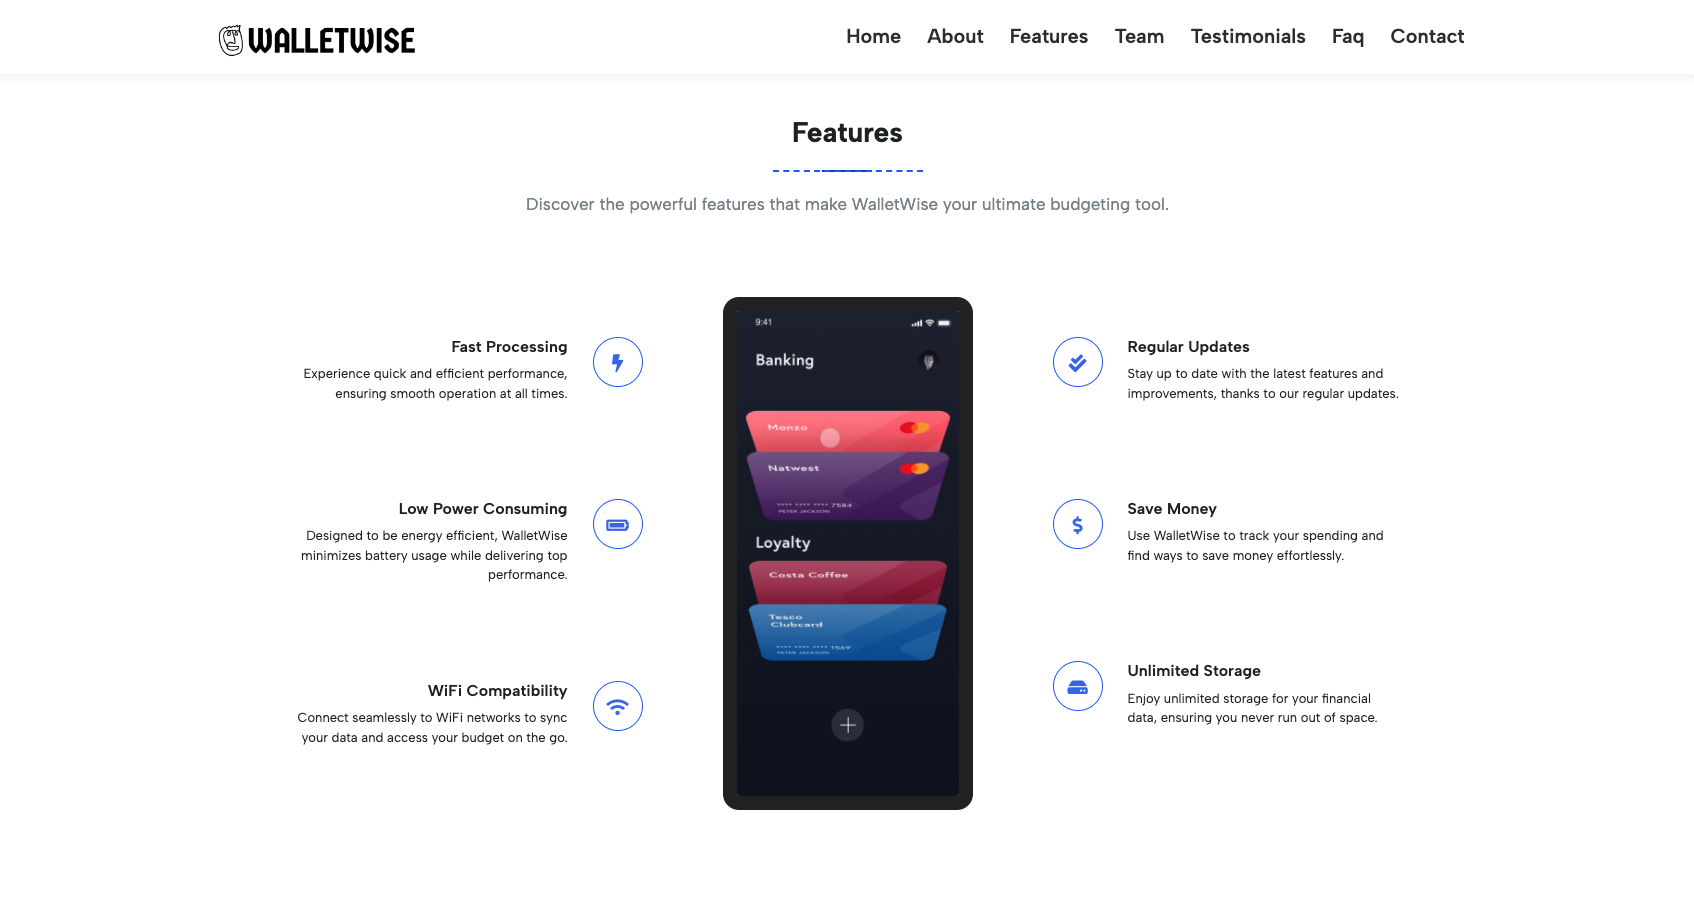 WALLETWISE
Home About Features Team Testimonials Faq Contact
Features
Discover the powerful features that make WalletWise your ultimate budgeting tool.
Fast Processing
Experience quick and efficient performance,
ensuring smooth operation at all times.
Low Power Consuming
Designed to be energy efficient, WalletWise
minimizes battery usage while delivering top
performance.
WiFi Compatibility
Connect seamlessly to WiFi networks to sync
your data and access your budget on the go.
9:41
Banking
Monzo
Natwest
**** **** **** 7584
PETER JACKSON
Loyalty
Costa Coffee
Tesco
Clubcard
**** **** **** 1569
PETER JACKSON
Regular Updates
Stay up to date with the latest features and
improvements, thanks to our regular updates.
Save Money
Use WalletWise to track your spending and
find ways to save money effortlessly.
Unlimited Storage
Enjoy unlimited storage for your financial
data, ensuring you never run out of space.